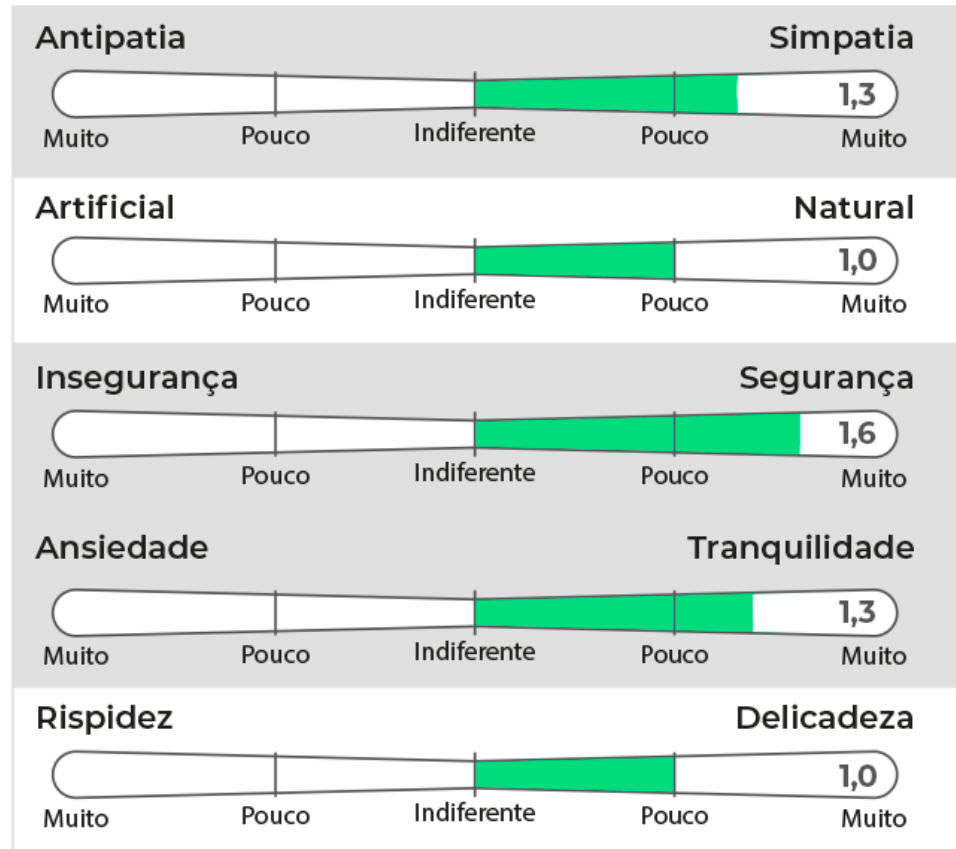 Antipatia Simpatia
1,3
Muito Pouco Indiferente Pouco Muito
Artificial Natural
1,0
Muito Pouco Indiferente Pouco Muito
Insegurança Segurança
1,6
Muito Pouco Indiferente Pouco Muito
Ansiedade Tranquilidade
1,3
Muito Pouco Indiferente Pouco Muito
Rispidez Delicadeza
1,0
Muito Pouco Indiferente Pouco Muito